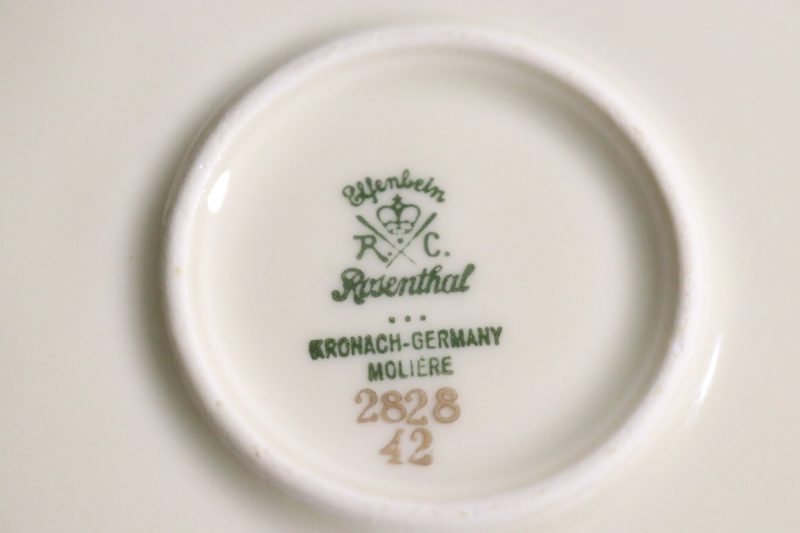 Elfenbein
R. C.
Rosenthal
...
KRONACH-GERMANY
MOLIÈRE
2828
42